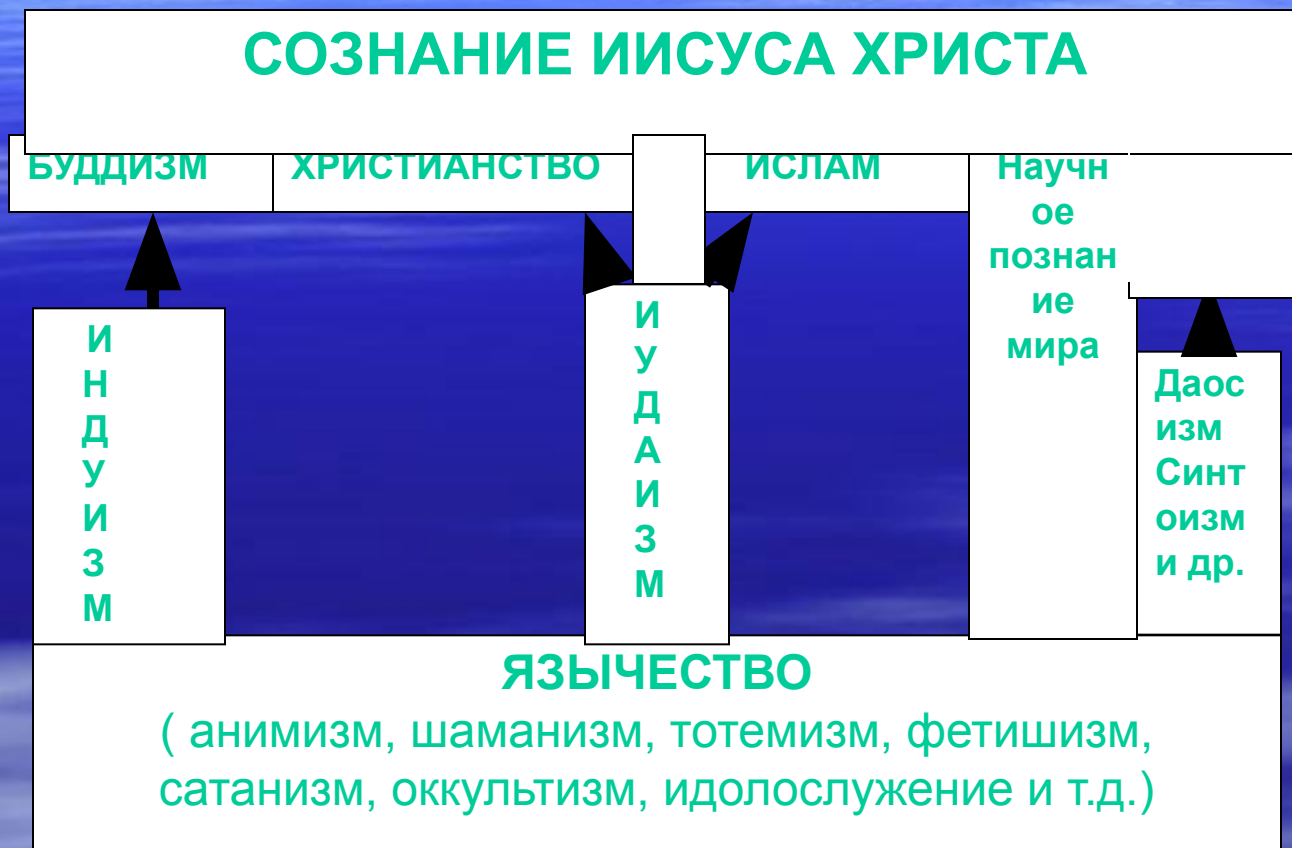 СОЗНАНИЕ ИИСУСА ХРИСТА
БУДДИЗМ
ХРИСТИАНСТВО
ИСЛАМ
Научн
ое
познан
ие
мира
И
Н
Д
У
И
З
М
И
У
Д
А
И
З
М
Даос
изм
Синт
оизм
и др.
ЯЗЫЧЕСТВО
( анимизм, шаманизм, тотемизм, фетишизм,
сатанизм, оккультизм, идолослужение и т.д.)